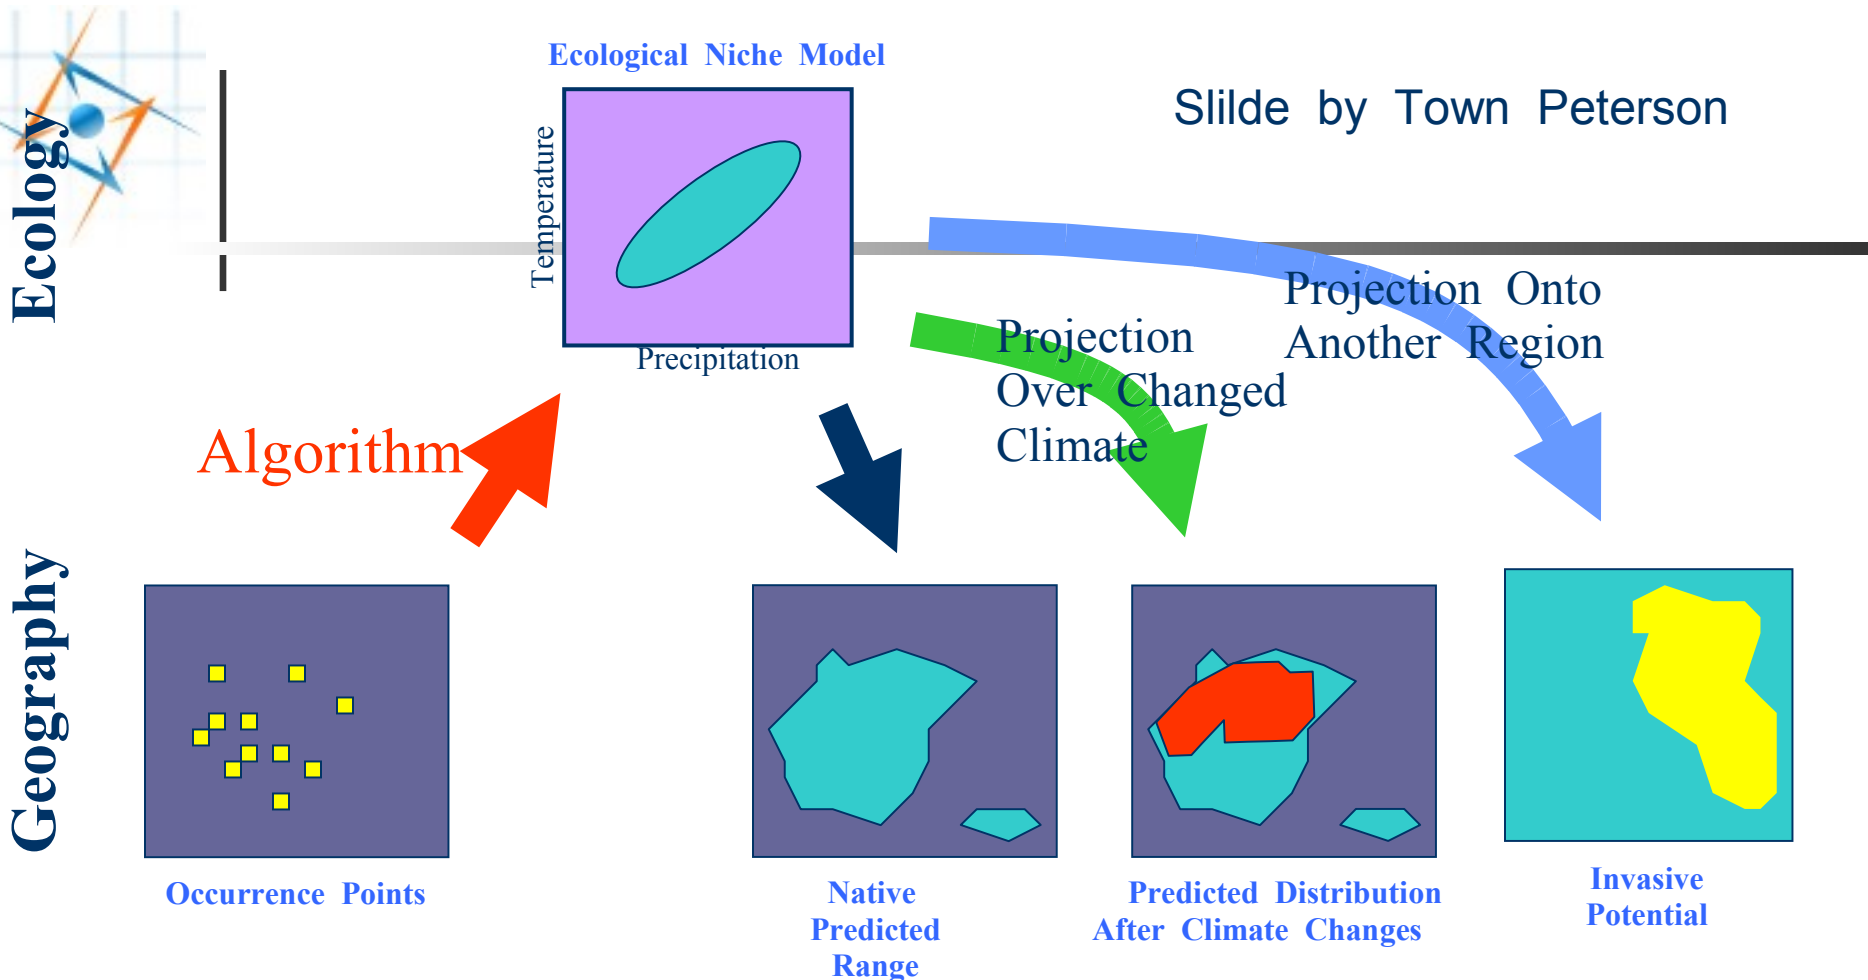 Ecological Niche Model
Slilde by Town Peterson
Ecology
Temperature
Precipitation
Projection Onto
Another Region
Projection
Over Changed
Climate
Algorithm
Geography
Occurrence Points
Native
Predicted
Range
Predicted Distribution
After Climate Changes
Invasive
Potential